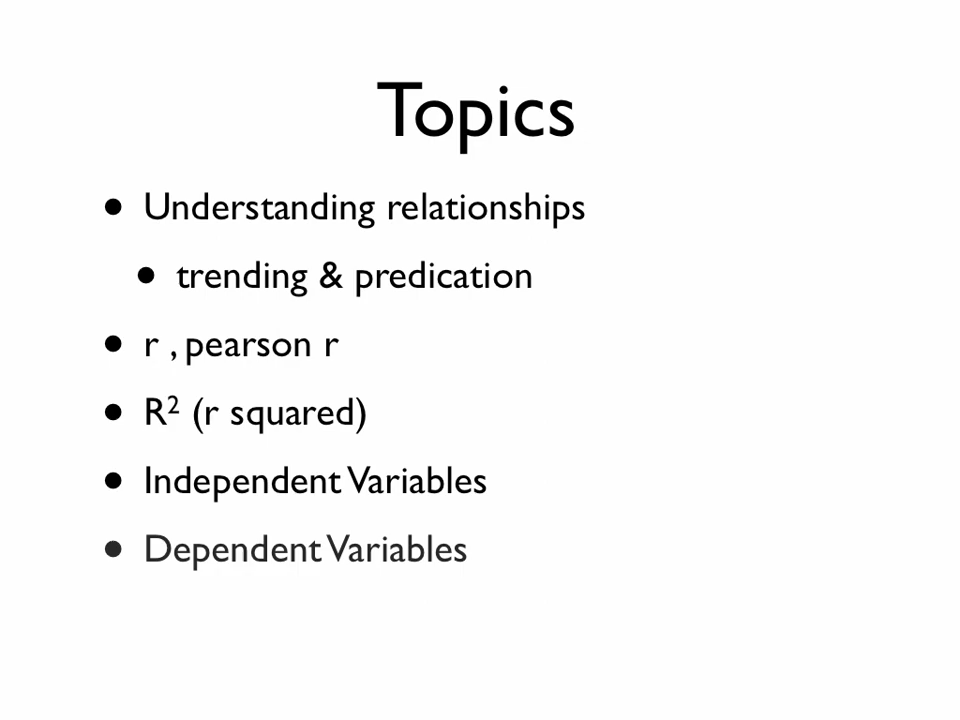 Topics
• Understanding relationships
• trending & predication
• r , pearson r
• R² (r squared)
• Independent Variables
• Dependent Variables